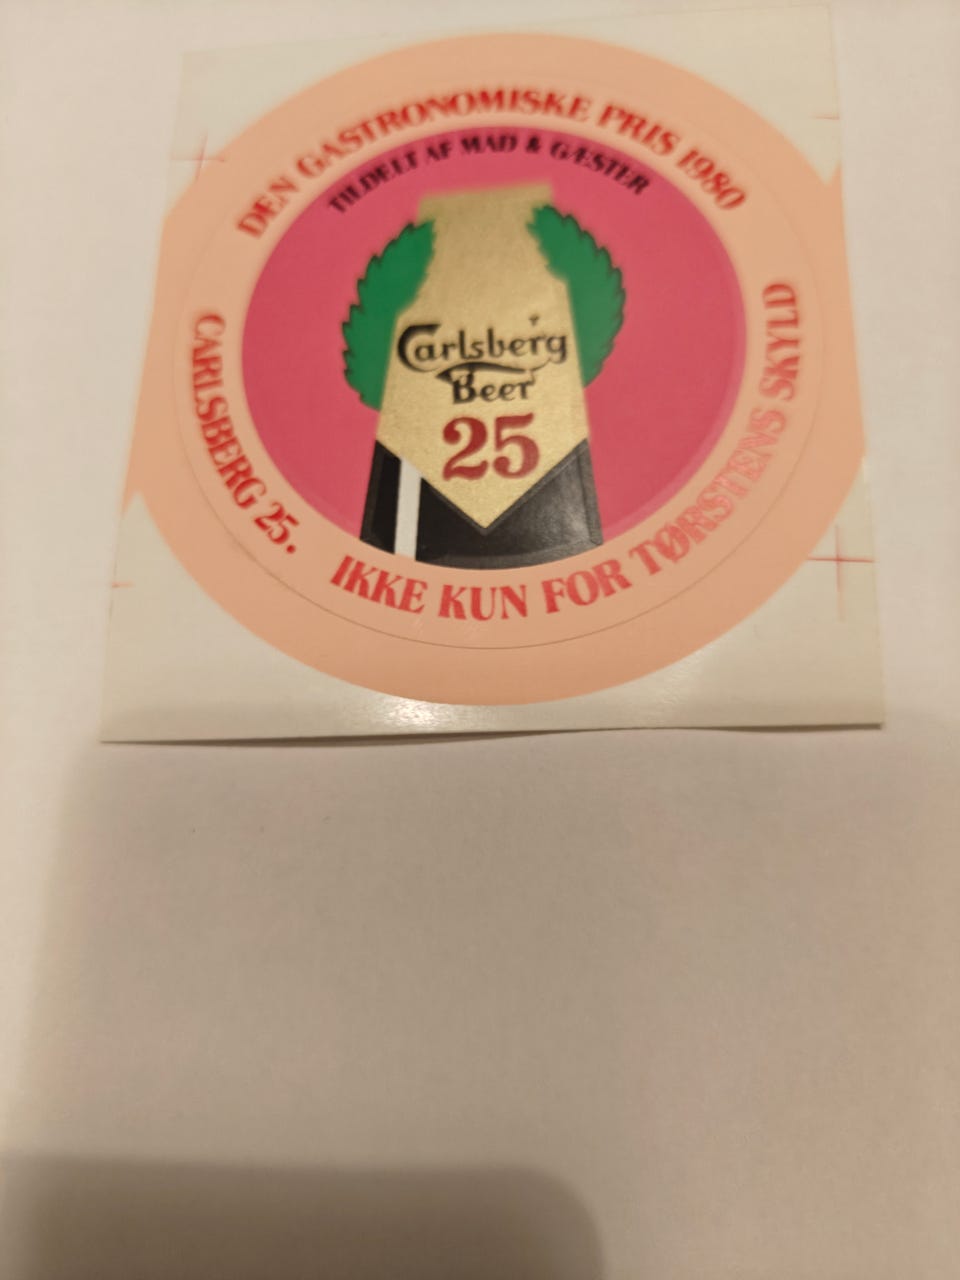 DEN GASTRONOMISKE PRIS 1980
TILDELT AF MAD & GÆSTER
Carlsberg
Beer
25
CARLSBERG 25. IKKE KUN FOR TØRSTENS SKYLD